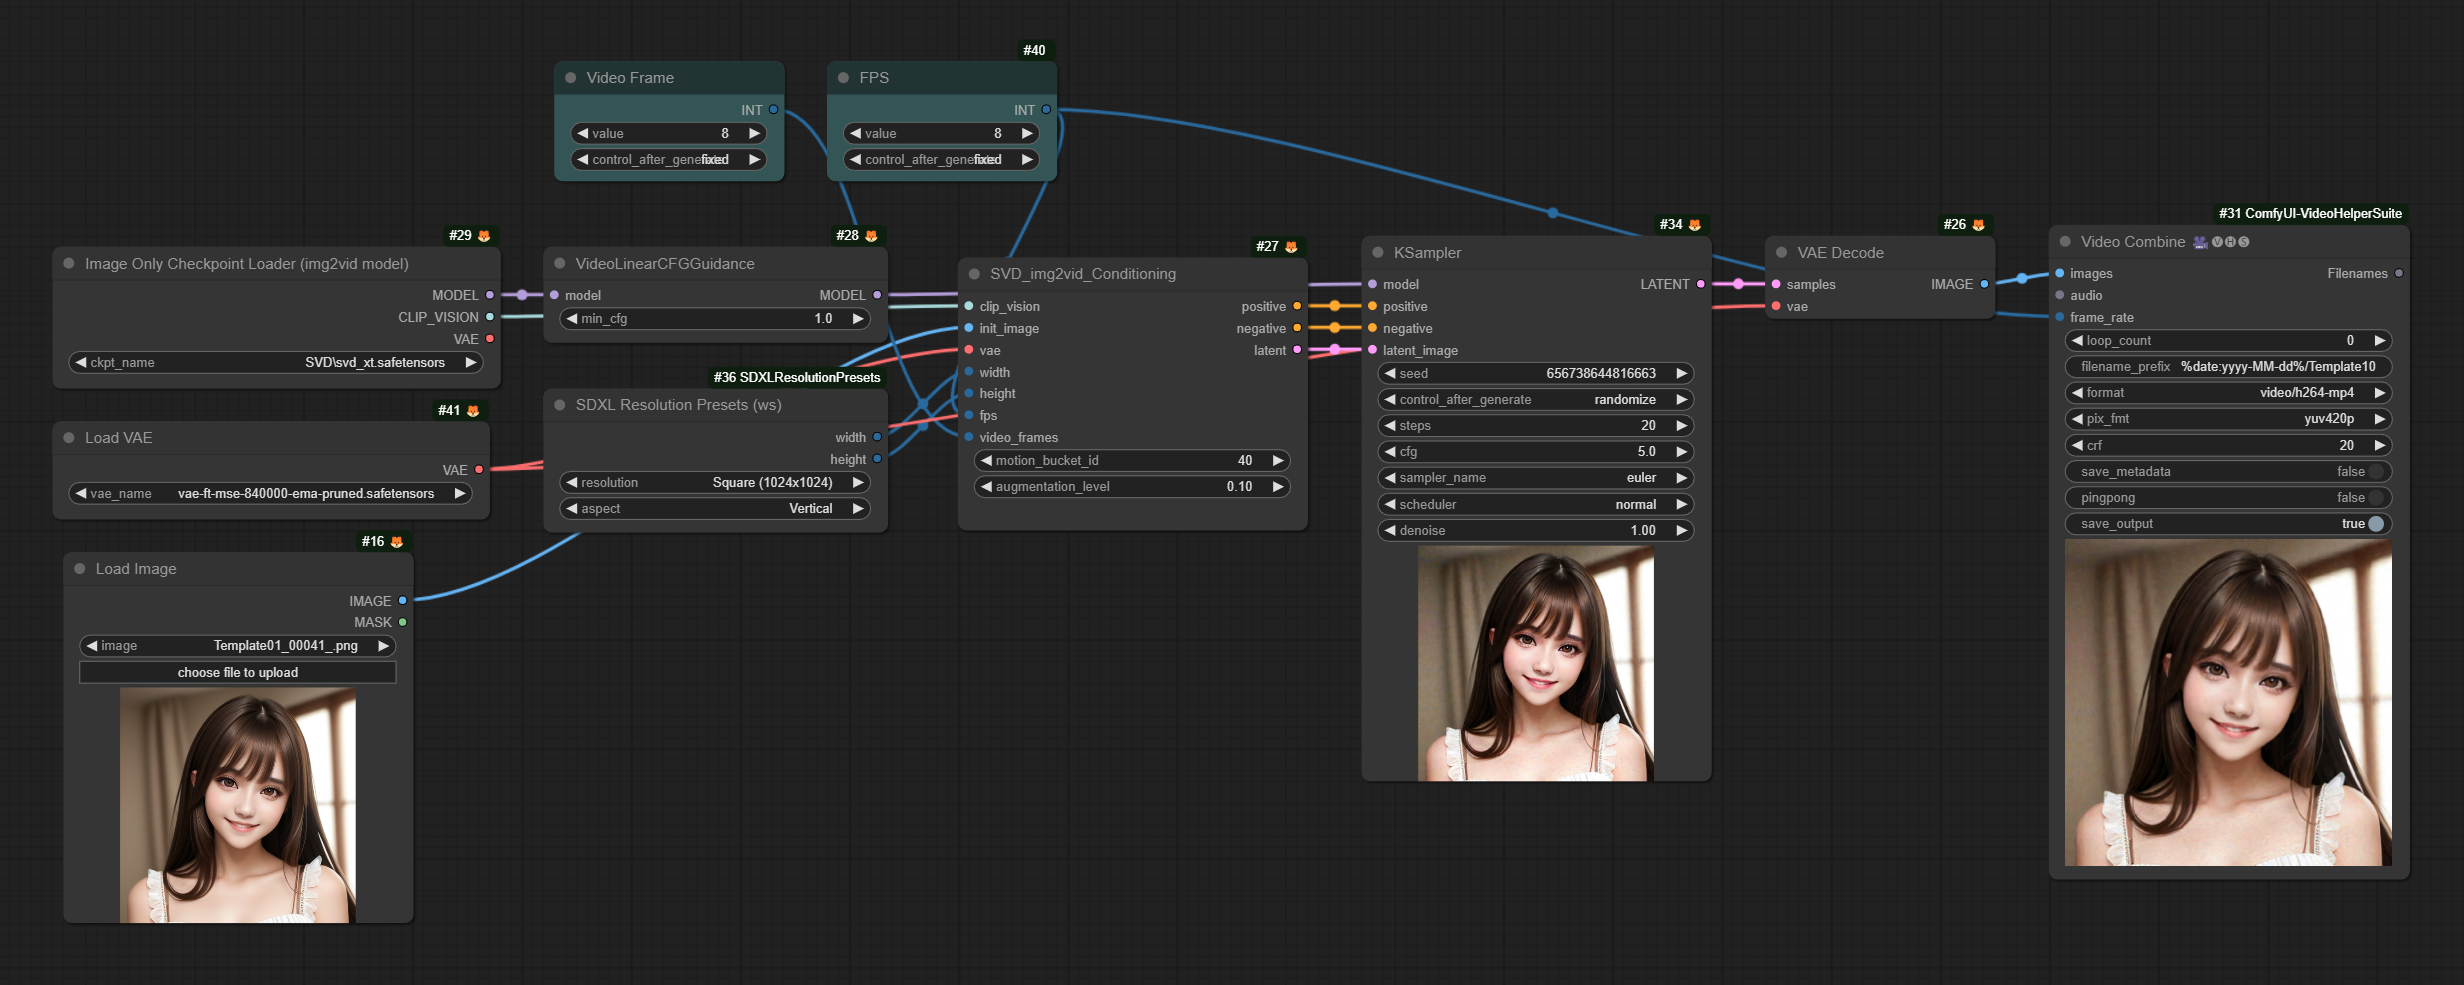 #40
Video Frame
INT
value 8
control_after_gene fixed
FPS
INT
value 8
control_after_gene fixed
#29
Image Only Checkpoint Loader (img2vid model)
MODEL
CLIP_VISION
VAE
ckpt_name SVD\svd_xt.safetensors
#28
VideoLinearCFGGuidance
model MODEL
min_cfg 1.0
#41
Load VAE
VAE
vae_name vae-ft-mse-840000-ema-pruned.safetensors
#36 SDXLResolutionPresets
SDXL Resolution Presets (ws)
width
height
resolution Square (1024x1024)
aspect Vertical
#16
Load Image
IMAGE
MASK
image Template01_00041_.png
choose file to upload
#27
SVD_img2vid_Conditioning
clip_vision positive
init_image negative
vae latent
width
height
fps
video_frames
motion_bucket_id 40
augmentation_level 0.10
#34
KSampler
model LATENT
positive
negative
latent_image
seed 656738644816663
control_after_generate randomize
steps 20
cfg 5.0
sampler_name euler
scheduler normal
denoise 1.00
#26
VAE Decode
samples IMAGE
vae
#31 ComfyUI-VideoHelperSuite
Video Combine 🎥🅥🅗🅢
images Filenames
audio
frame_rate
loop_count 0
filename_prefix %date:yyyy-MM-dd%/Template10
format video/h264-mp4
pix_fmt yuv420p
crf 20
save_metadata false
pingpong false
save_output true